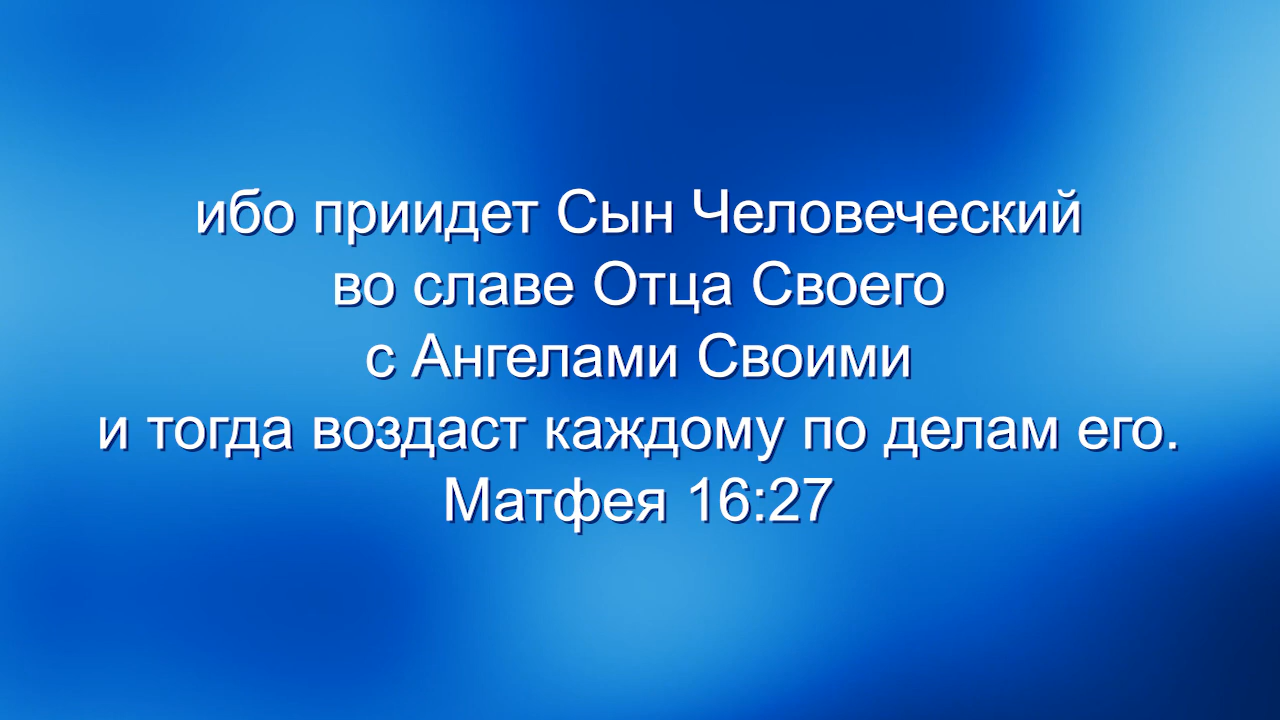 ибо приидет Сын Человеческий
во славе Отца Своего
с Ангелами Своими
и тогда воздаст каждому по делам его.
Матфея 16:27